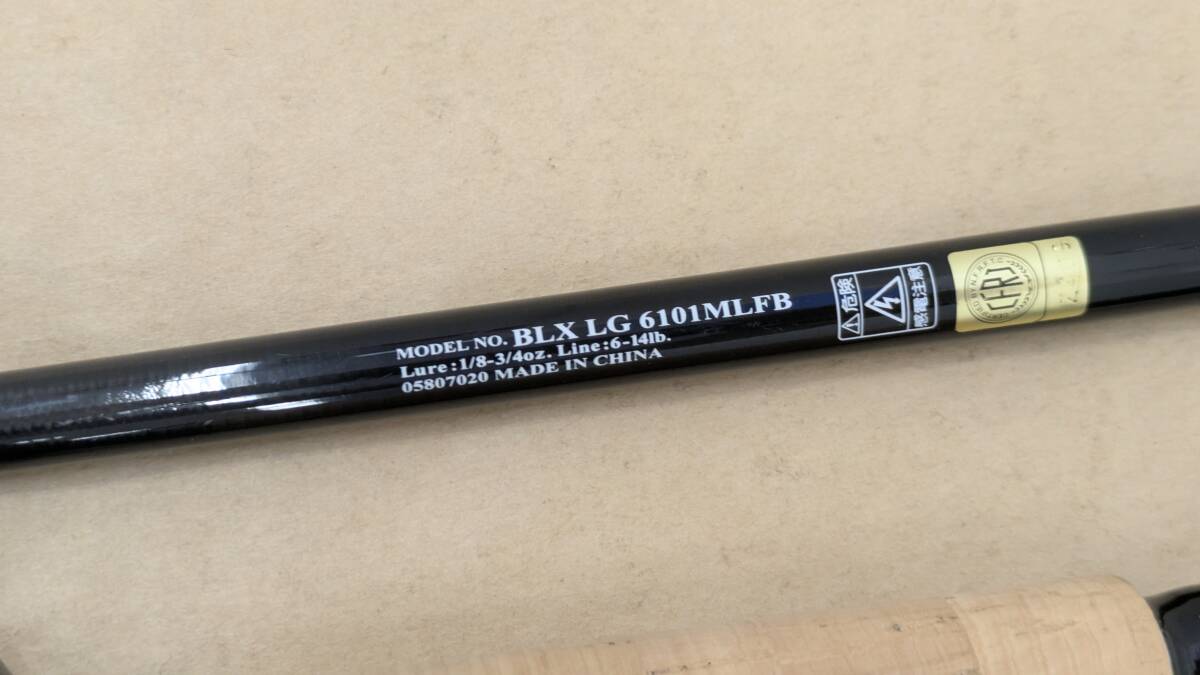 MODEL NO. BLX LG 6101MLFB
Lure:1/8-3/4oz. Line:6-14lb.
05807020 MADE IN CHINA
危険
感電注意
CFRJ